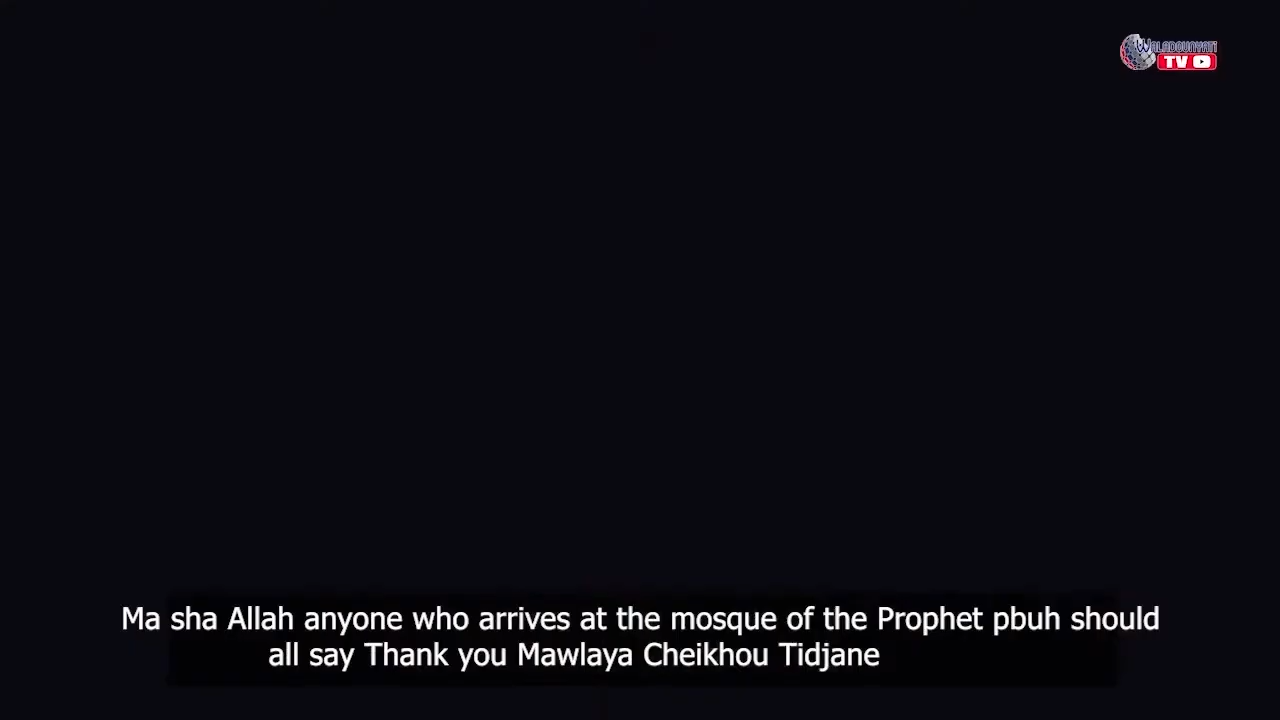 WALADOUNYATI
TV
Ma sha Allah anyone who arrives at the mosque of the Prophet pbuh should
all say Thank you Mawlaya Cheikhou Tidjane